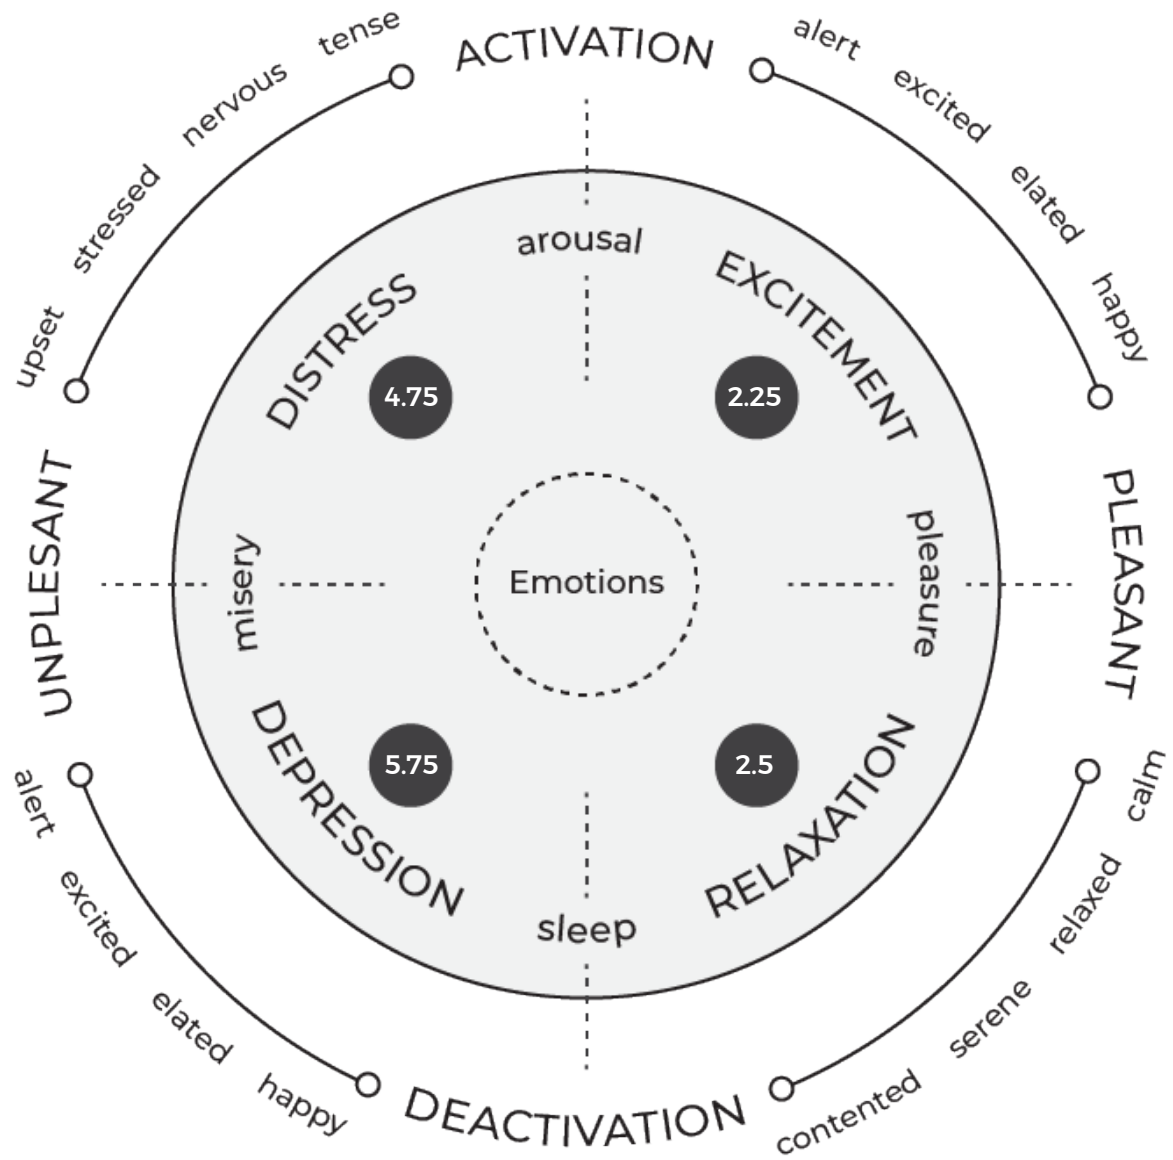 ACTIVATION
tense
nervous
stressed
upset
alert
excited
elated
happy
arousal
DISTRESS
EXCITEMENT
4.75
2.25
UNPLESANT
misery
Emotions
pleasure
PLEASANT
5.75
2.5
DEPRESSION
RELAXATION
sleep
alert
excited
elated
happy
calm
relaxed
serene
contented
DEACTIVATION